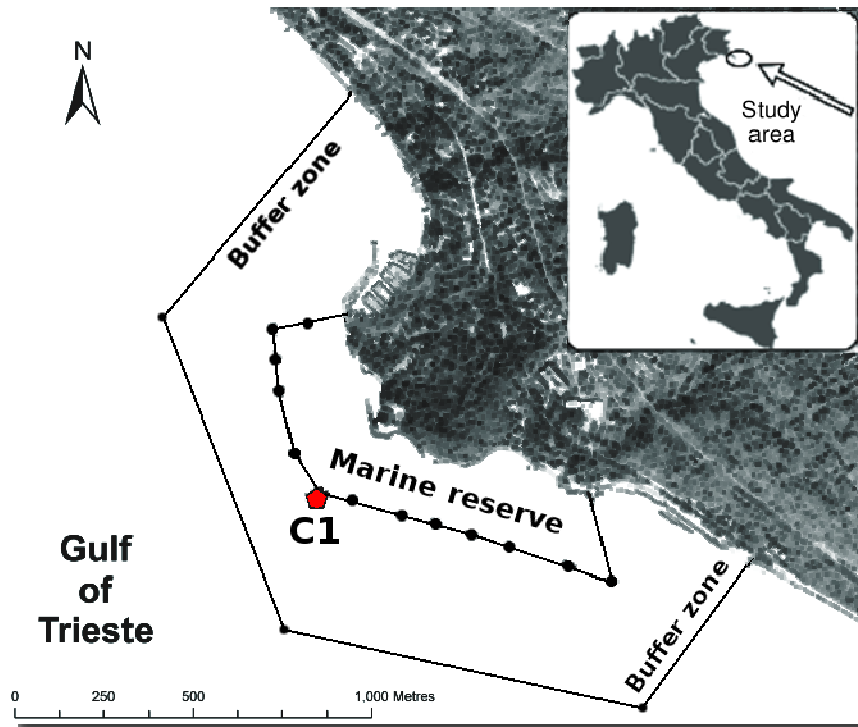 N
Study
area
Buffer zone
Marine reserve
C1
Gulf
of
Trieste
Buffer zone
0 250 500 1,000 Metres